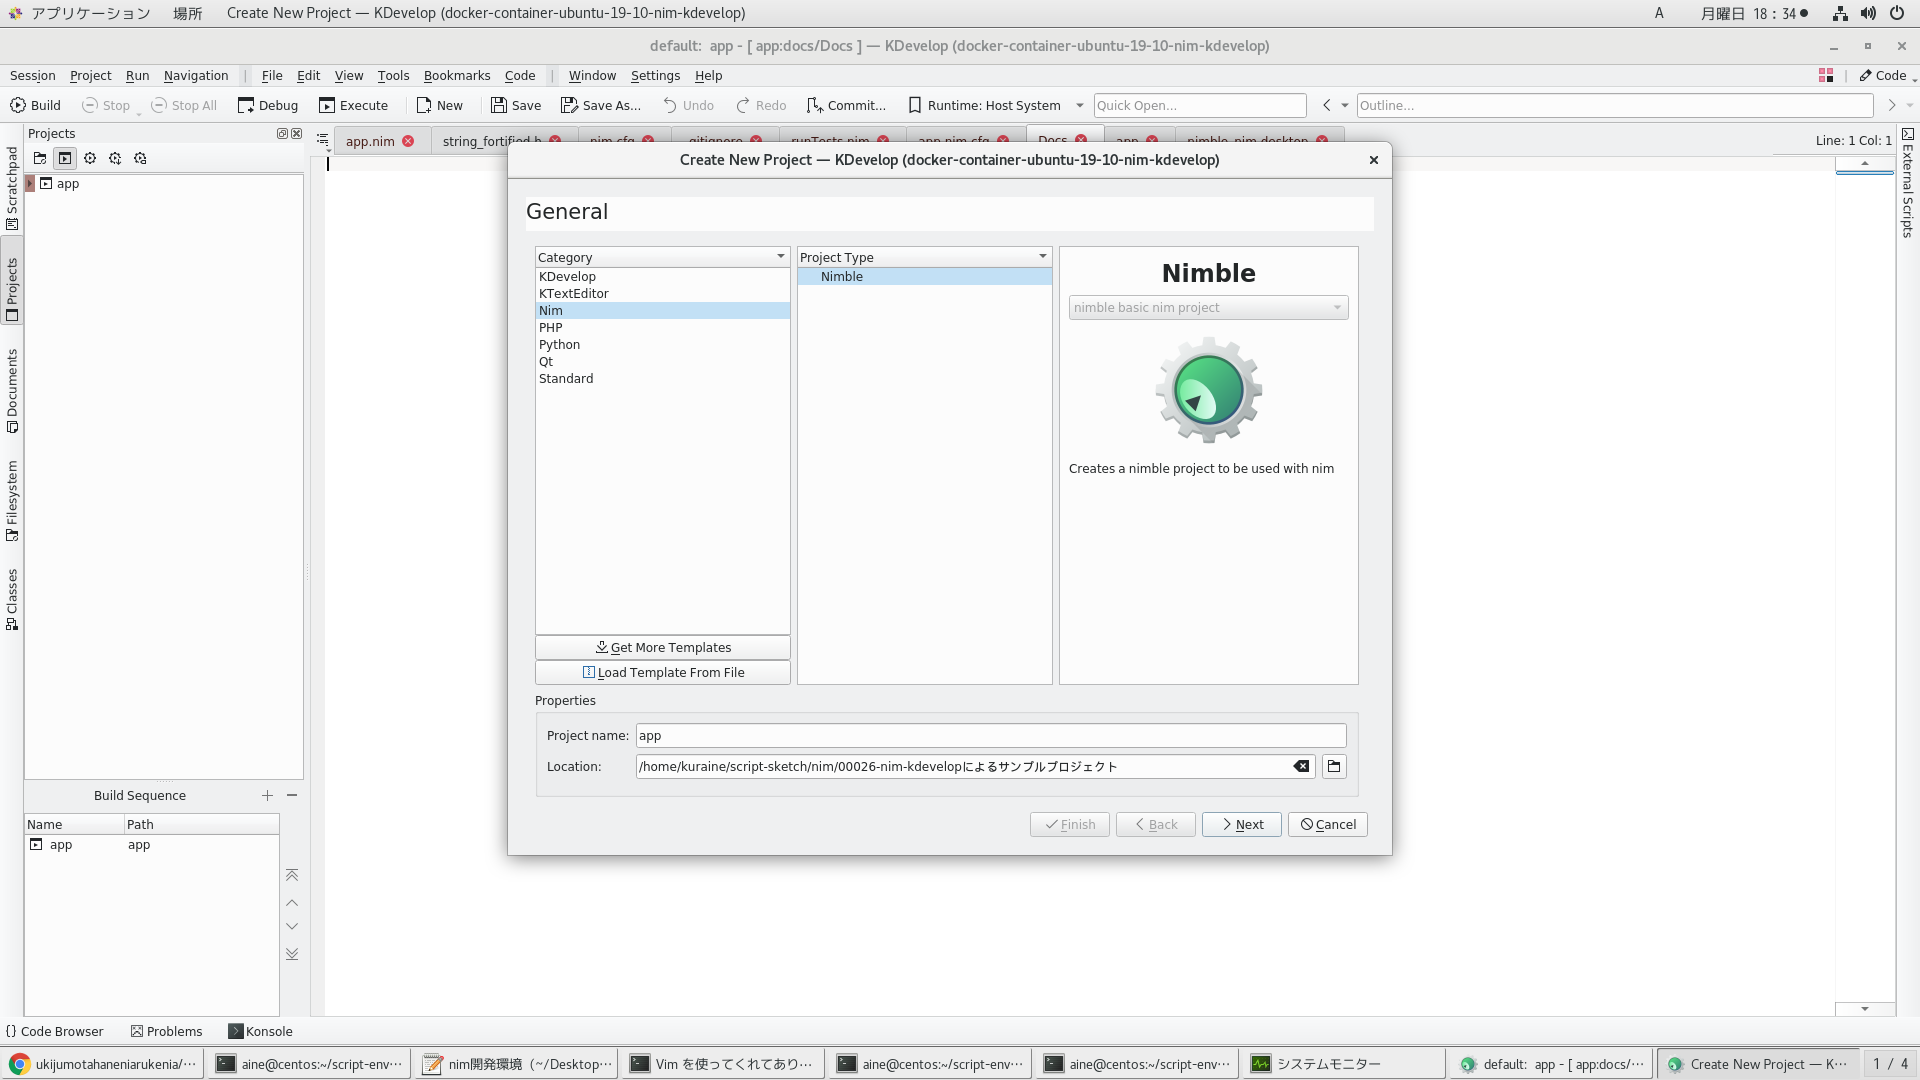 アプリケーション 場所 Create New Project — KDevelop (docker-container-ubuntu-19-10-nim-kdevelop) A 月曜日 18：34●
default: app - [ app:docs/Docs ] — KDevelop (docker-container-ubuntu-19-10-nim-kdevelop)
Session Project Run Navigation File Edit View Tools Bookmarks Code Window Settings Help Code
Build Stop Stop All Debug Execute New Save Save As... Undo Redo Commit... Runtime: Host System Quick Open... Outline...
Projects
app.nim string_fortified.h nim.cfg .gitignore runTests.nim app.nim.cfg Docs app nimble_nim.desktop Line: 1 Col: 1
Scratchpad
Projects
Documents
Filesystem
Classes
External Scripts
app
Create New Project — KDevelop (docker-container-ubuntu-19-10-nim-kdevelop)
General
Category
KDevelop
KTextEditor
Nim
PHP
Python
Qt
Standard
Get More Templates
Load Template From File
Project Type
Nimble
Nimble
nimble basic nim project
Creates a nimble project to be used with nim
Properties
Project name: app
Location: /home/kuraine/script-sketch/nim/00026-nim-kdevelopによるサンプルプロジェクト
Finish Back Next Cancel
Build Sequence
Name Path
app app
Code Browser Problems Konsole
ukijumotahaneniarukenia/… aine@centos:~/script-env… nim開発環境（~/Desktop… Vim を使ってくれてあり… aine@centos:~/script-env… aine@centos:~/script-env… システムモニター default: app - [ app:docs/… Create New Project — K… 1 / 4